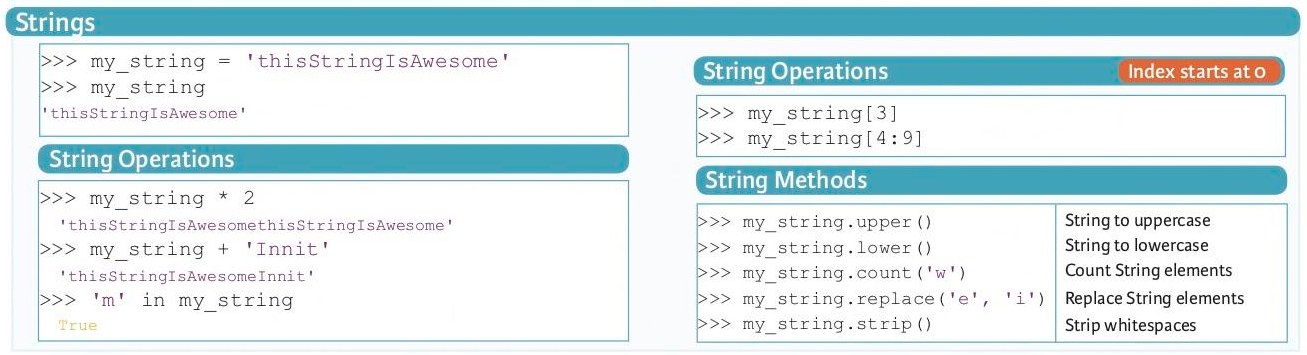 Strings
>>> my_string = 'thisStringIsAwesome'
>>> my_string
'thisStringIsAwesome'
String Operations
>>> my_string * 2
'thisStringIsAwesomethisStringIsAwesome'
>>> my_string + 'Innit'
'thisStringIsAwesomeInnit'
>>> 'm' in my_string
True
String Operations Index starts at 0
>>> my_string[3]
>>> my_string[4:9]
String Methods
>>> my_string.upper() String to uppercase
>>> my_string.lower() String to lowercase
>>> my_string.count('w') Count String elements
>>> my_string.replace('e', 'i') Replace String elements
>>> my_string.strip() Strip whitespaces